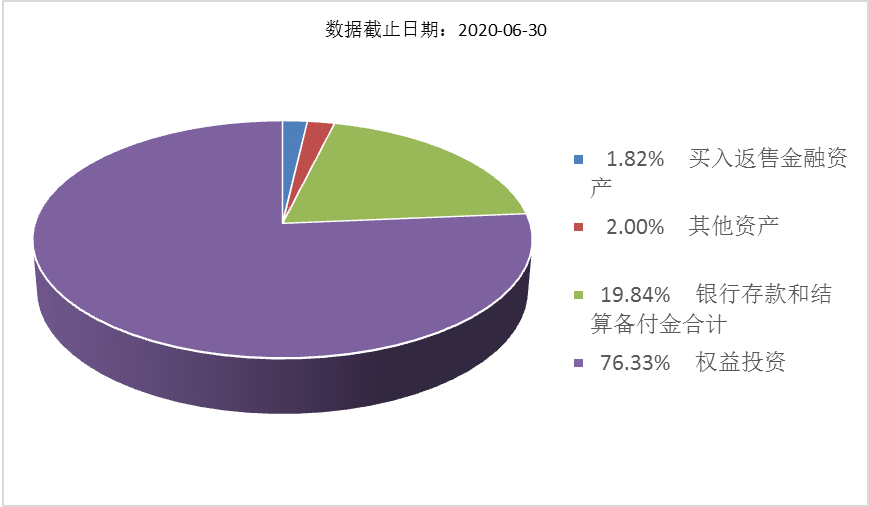 数据截止日期：2020-06-30
1.82% 买入返售金融资
产
2.00% 其他资产
19.84% 银行存款和结
算备付金合计
76.33% 权益投资